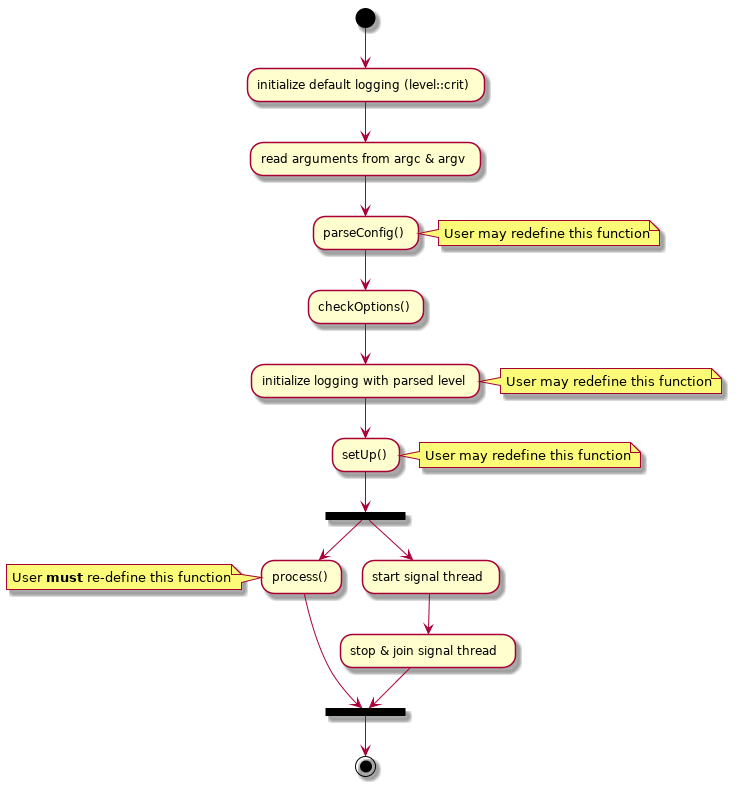 initialize default logging (level::crit)
read arguments from argc & argv
parseConfig()
User may redefine this function
checkOptions()
initialize logging with parsed level
User may redefine this function
setUp()
User may redefine this function
User must re-define this function
process()
start signal thread
stop & join signal thread